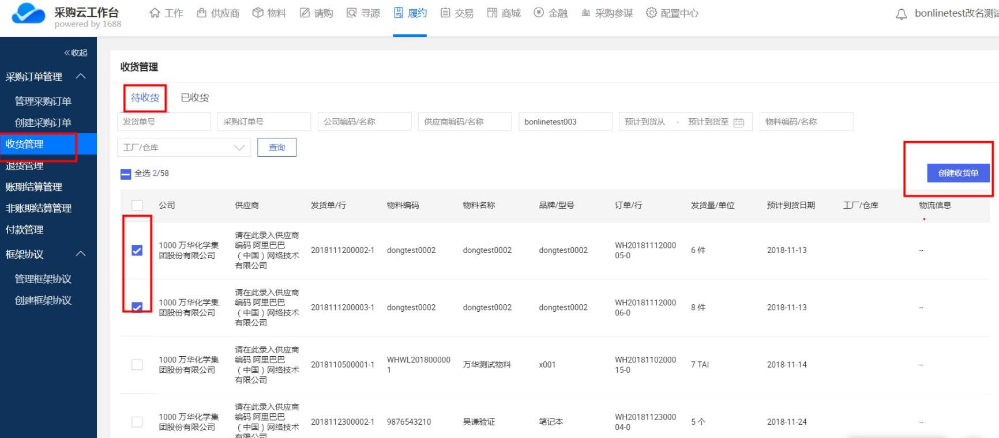 采购云工作台
powered by 1688
工作 供应商 物料 请购 寻源 履约 交易 商城 金融 采购参谋 配置中心
bonlinetest改名测试
«收起
采购订单管理
管理采购订单
创建采购订单
收货管理
退货管理
账期结算管理
非账期结算管理
付款管理
框架协议
管理框架协议
创建框架协议
收货管理
待收货 已收货
发货单号 采购订单号 公司编码/名称 供应商编码/名称 bonlinetest003 预计到货从 - 预计到货至 物料编码/名称
工厂/仓库 查询
全选 2/58
创建收货单
公司 供应商 发货单/行 物料编码 物料名称 品牌/型号 订单/行 发货量/单位 预计到货日期 工厂/仓库 物流信息
1000 万华化学集
团股份有限公司
请在此录入供应商
编码 阿里巴巴
（中国）网络技术
有限公司
2018111200002-1
dongtest0002
dongtest0002
dongtest0002
WH20181112000
05-0
6 件
2018-11-13
--
1000 万华化学集
团股份有限公司
请在此录入供应商
编码 阿里巴巴
（中国）网络技术
有限公司
2018111200003-1
dongtest0002
dongtest0002
dongtest0002
WH20181112000
06-0
8 件
2018-11-13
--
1000 万华化学集
团股份有限公司
请在此录入供应商
编码 阿里巴巴
（中国）网络技术
有限公司
2018110500001-1
WHWL201800000
1
万华测试物料
x001
WH20181102000
15-0
7 TAI
2018-11-14
--
1000 万华化学集
团股份有限公司
请在此录入供应商
编码 阿里巴巴
（中国）网络技术
有限公司
2018112300002-1
9876543210
吴谦验证
笔记本
WH20181123000
04-0
5 个
2018-11-24
--